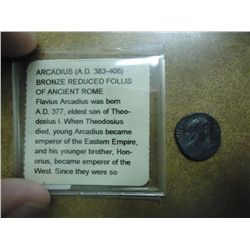 ARCADIUS (A.D. 383-408)
BRONZE REDUCED FOLLIS
OF ANCIENT ROME
Flavius Arcadius was born
A.D. 377, eldest son of Theo-
dosius I. When Theodosius
died, young Arcadius became
emperor of the Eastern Empire,
and his younger brother, Hon-
orius, became emperor of the
West. Since they were so